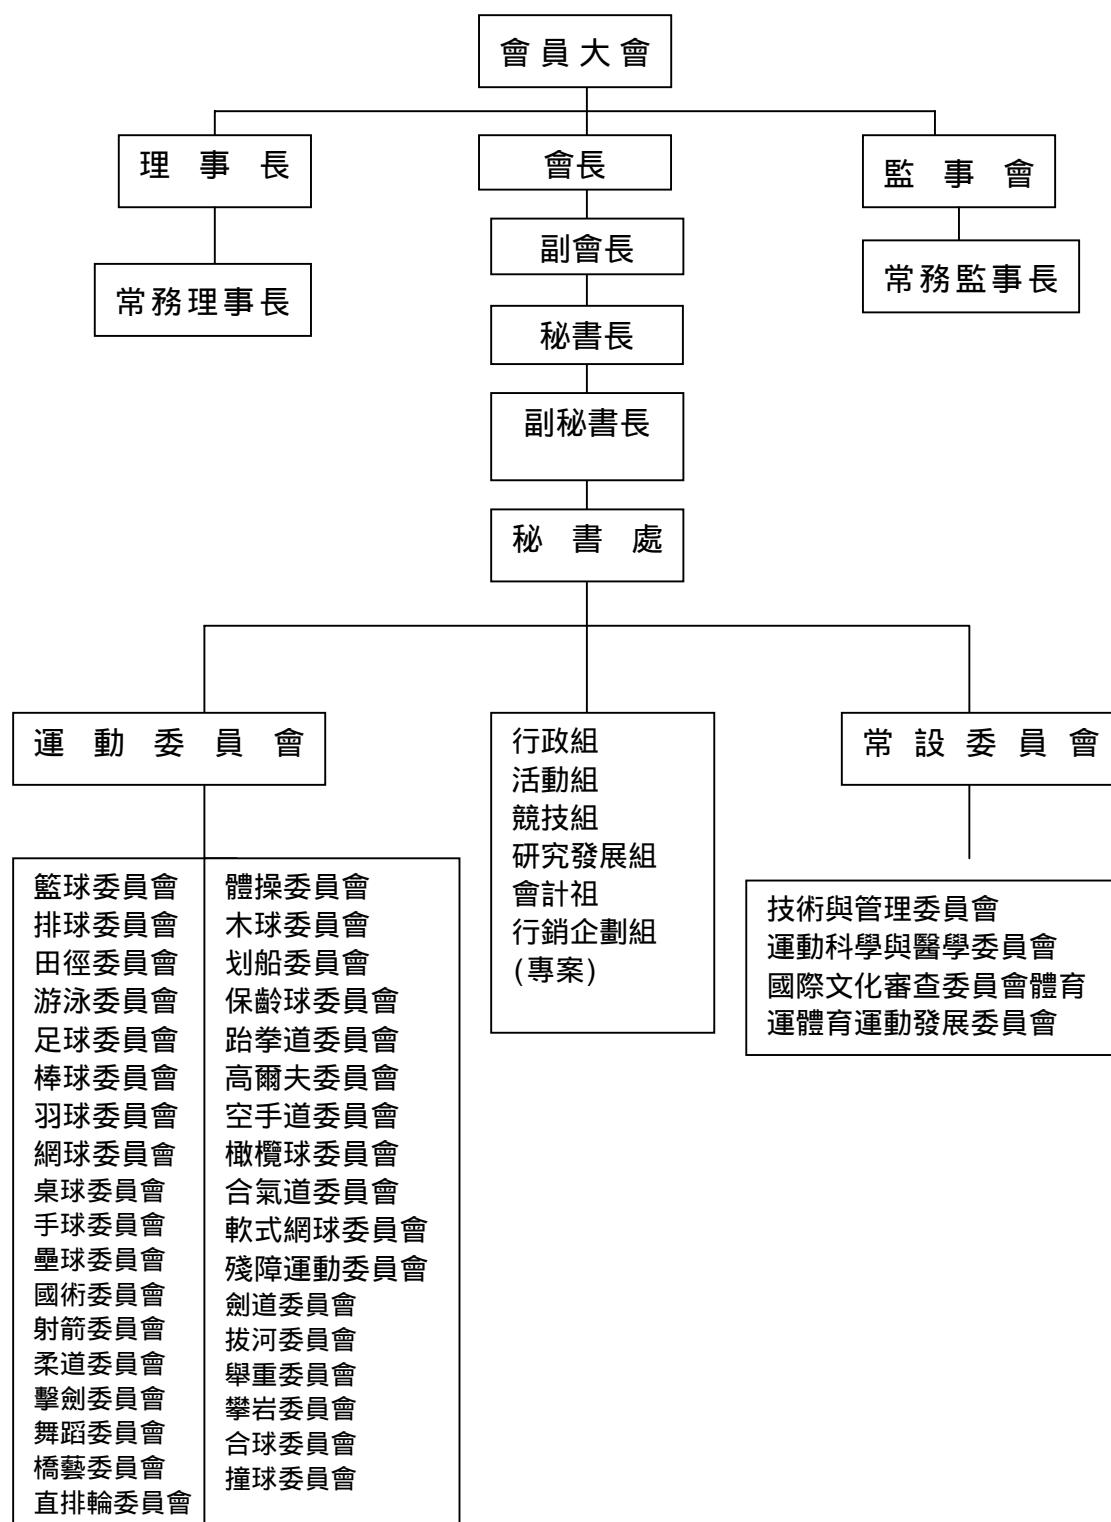 會員大會
理事長
會長
監事會
副會長
常務理事長
常務監事長
秘書長
副秘書長
秘書處
運動委員會
行政組
活動組
競技組
研究發展組
會計祖
行銷企劃組
(專案)
常設委員會
籃球委員會
排球委員會
田徑委員會
游泳委員會
足球委員會
棒球委員會
羽球委員會
網球委員會
桌球委員會
手球委員會
壘球委員會
國術委員會
射箭委員會
柔道委員會
擊劍委員會
舞蹈委員會
橋藝委員會
直排輪委員會
體操委員會
木球委員會
划船委員會
保齡球委員會
跆拳道委員會
高爾夫委員會
空手道委員會
橄欖球委員會
合氣道委員會
軟式網球委員會
殘障運動委員會
劍道委員會
拔河委員會
舉重委員會
攀岩委員會
合球委員會
撞球委員會
技術與管理委員會
運動科學與醫學委員會
國際文化審查委員會體育
運體育運動發展委員會